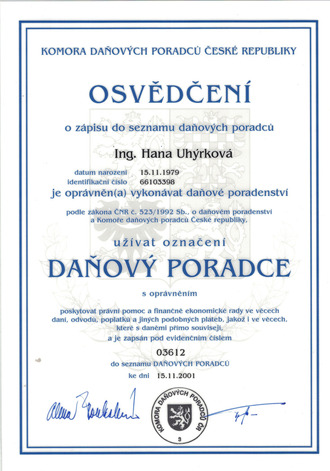 KOMORA DAŇOVÝCH PORADCŮ ČESKÉ REPUBLIKY
OSVĚDČENÍ
o zápisu do seznamu daňových poradců
Ing. Hana Uhýrková
datum narození 15.11.1979
identifikační číslo 66103398
je oprávněn(a) vykonávat daňové poradenství
podle zákona ČNR č. 523/1992 Sb., o daňovém poradenství
a Komoře daňových poradců České republiky,
užívat označení
DAŇOVÝ PORADCE
s oprávněním
poskytovat právní pomoc a finančně ekonomické rady ve věcech
daní, odvodů, poplatků a jiných podobných plateb, jakož i ve věcech,
které s daněmi přímo souvisejí,
a je zapsán pod evidenčním číslem
03612
do seznamu DAŇOVÝCH PORADCŮ
ke dni 15.11.2001
KOMORA DAŇOVÝCH PORADCŮ ČR
3